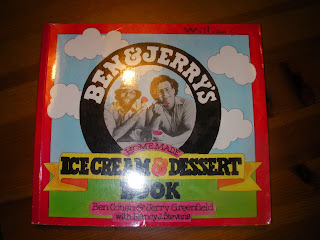 BEN & JERRY'S
HOMEMADE
ICE CREAM & DESSERT
BOOK
Ben Cohen & Jerry Greenfield
with Nancy J. Stevens